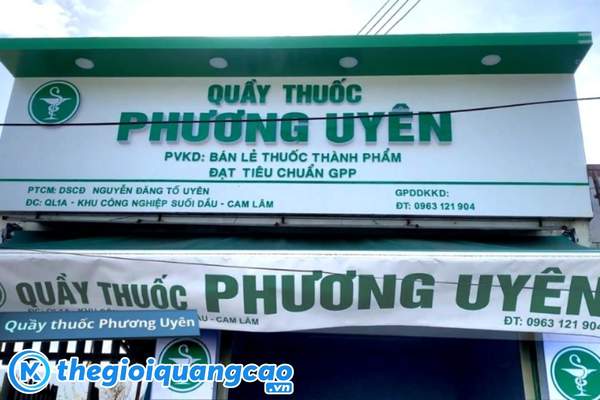 QUẦY THUỐC
PHƯƠNG UYÊN
PVKD: BÁN LẺ THUỐC THÀNH PHẨM
ĐẠT TIÊU CHUẨN GPP
PTCM: DSCĐ NGUYỄN ĐĂNG TỐ UYÊN
GPDDKKD:
ĐC: QL1A - KHU CÔNG NGHIỆP SUỐI DẦU - CAM LÂM
ĐT: 0963 121 904
QUẦY THUỐC PHƯƠNG UYÊN
ĐT: 0963 121 904
Quầy thuốc Phương Uyên
thegioiquangcao.vn